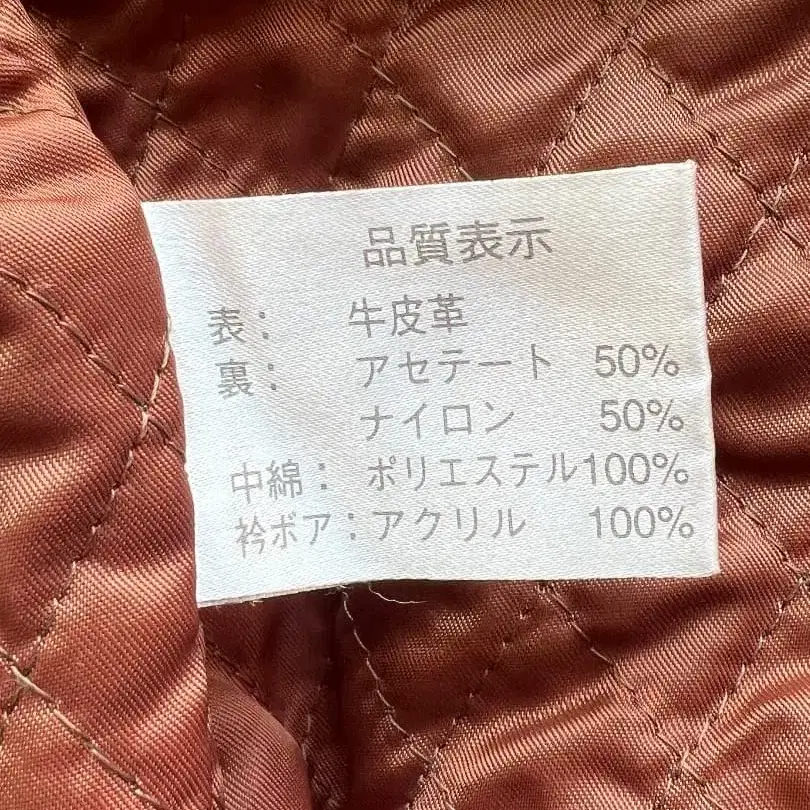 品質表示
表： 牛皮革
裏： アセテート 50%
ナイロン 50%
中綿： ポリエステル100%
衿ボア：アクリル 100%